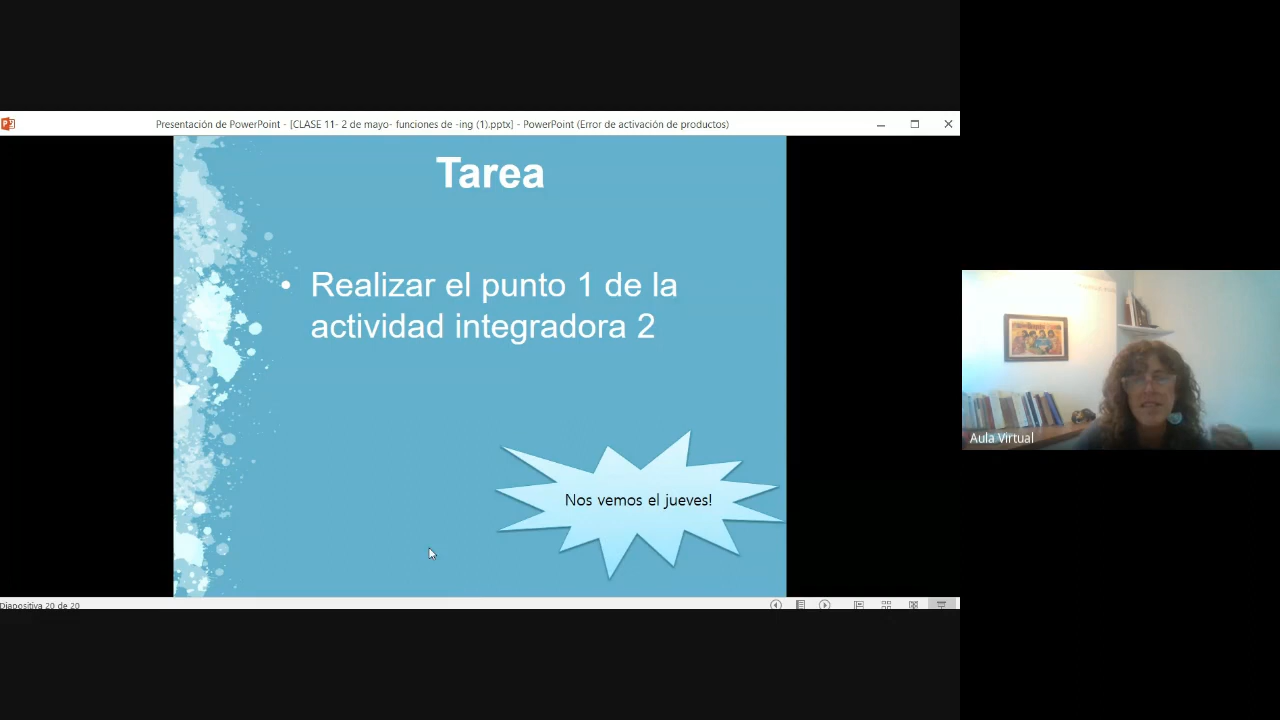 Presentación de PowerPoint - [CLASE 11- 2 de mayo- funciones de -ing (1).pptx] - PowerPoint (Error de activación de productos)
Tarea
• Realizar el punto 1 de la
actividad integradora 2
Nos vemos el jueves!
Aula Virtual
Diapositiva 20 de 20